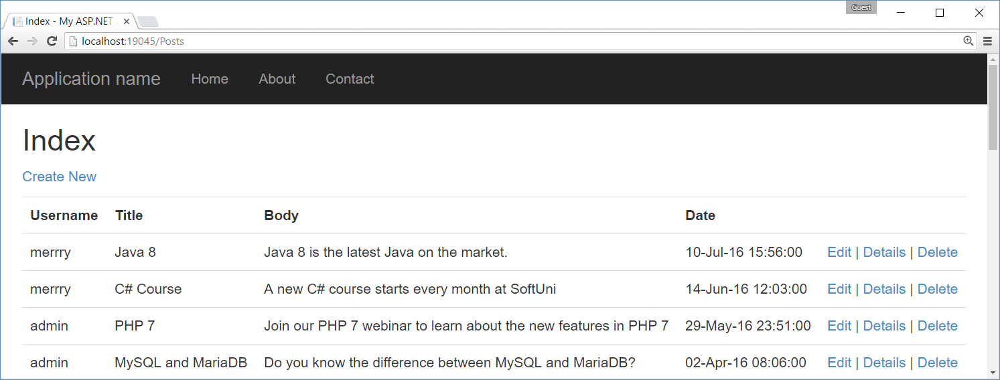 Guest
Index - My ASP.NET
localhost:19045/Posts
Application name Home About Contact
Index
Create New
Username Title Body Date
merrry Java 8 Java 8 is the latest Java on the market. 10-Jul-16 15:56:00 Edit | Details | Delete
merrry C# Course A new C# course starts every month at SoftUni 14-Jun-16 12:03:00 Edit | Details | Delete
admin PHP 7 Join our PHP 7 webinar to learn about the new features in PHP 7 29-May-16 23:51:00 Edit | Details | Delete
admin MySQL and MariaDB Do you know the difference between MySQL and MariaDB? 02-Apr-16 08:06:00 Edit | Details | Delete